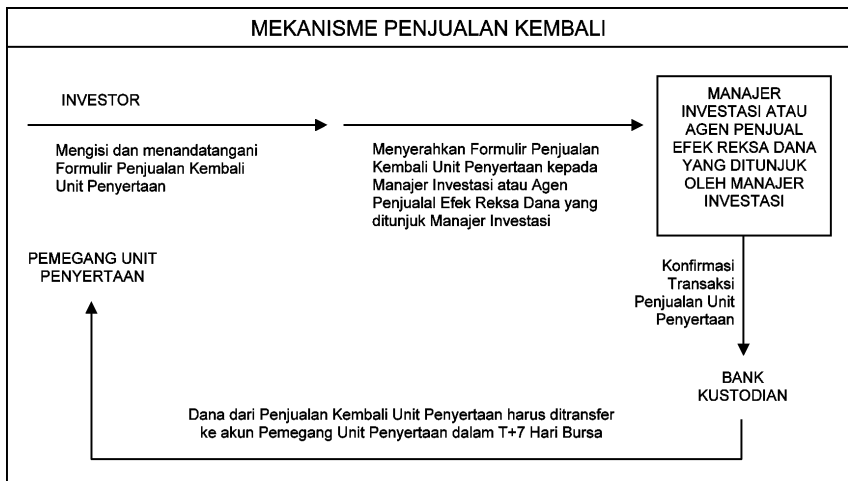 MEKANISME PENJUALAN KEMBALI
INVESTOR
Mengisi dan menandatangani
Formulir Penjualan Kembali
Unit Penyertaan
Menyerahkan Formulir Penjualan
Kembali Unit Penyertaan kepada
Manajer Investasi atau Agen
Penjualal Efek Reksa Dana yang
ditunjuk Manajer Investasi
MANAJER
INVESTASI ATAU
AGEN PENJUAL
EFEK REKSA DANA
YANG DITUNJUK
OLEH MANAJER
INVESTASI
Konfirmasi
Transaksi
Penjualan Unit
Penyertaan
BANK
KUSTODIAN
Dana dari Penjualan Kembali Unit Penyertaan harus ditransfer
ke akun Pemegang Unit Penyertaan dalam T+7 Hari Bursa
PEMEGANG UNIT
PENYERTAAN